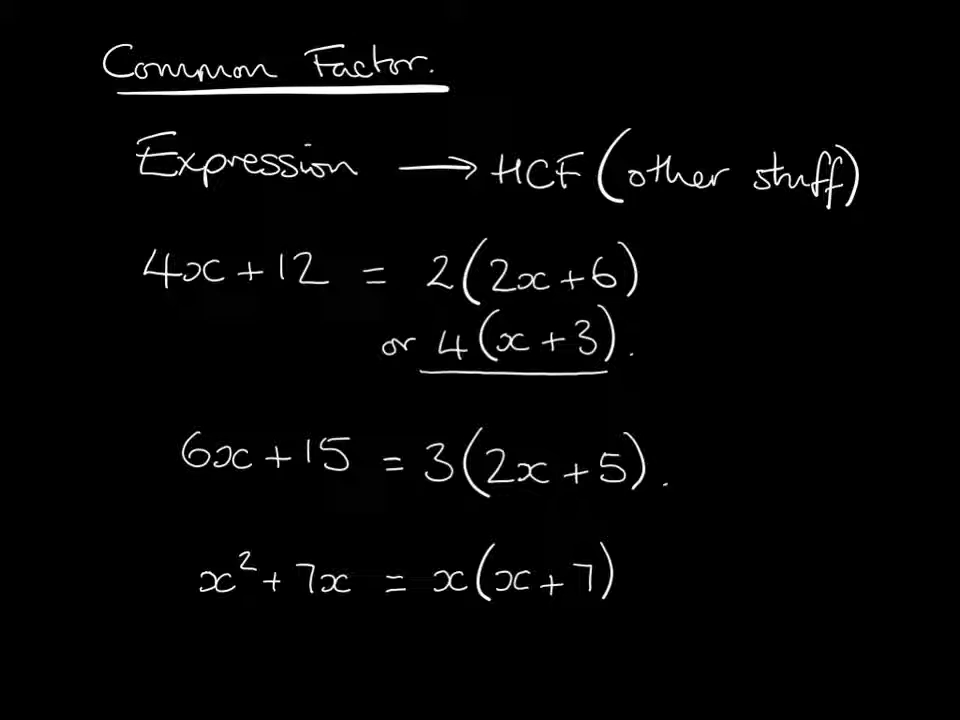 Common Factor.
Expression → HCF (other stuff)
4x + 12 = 2(2x + 6)
or 4(x + 3).
6x + 15 = 3(2x + 5).
x² + 7x = x(x + 7)